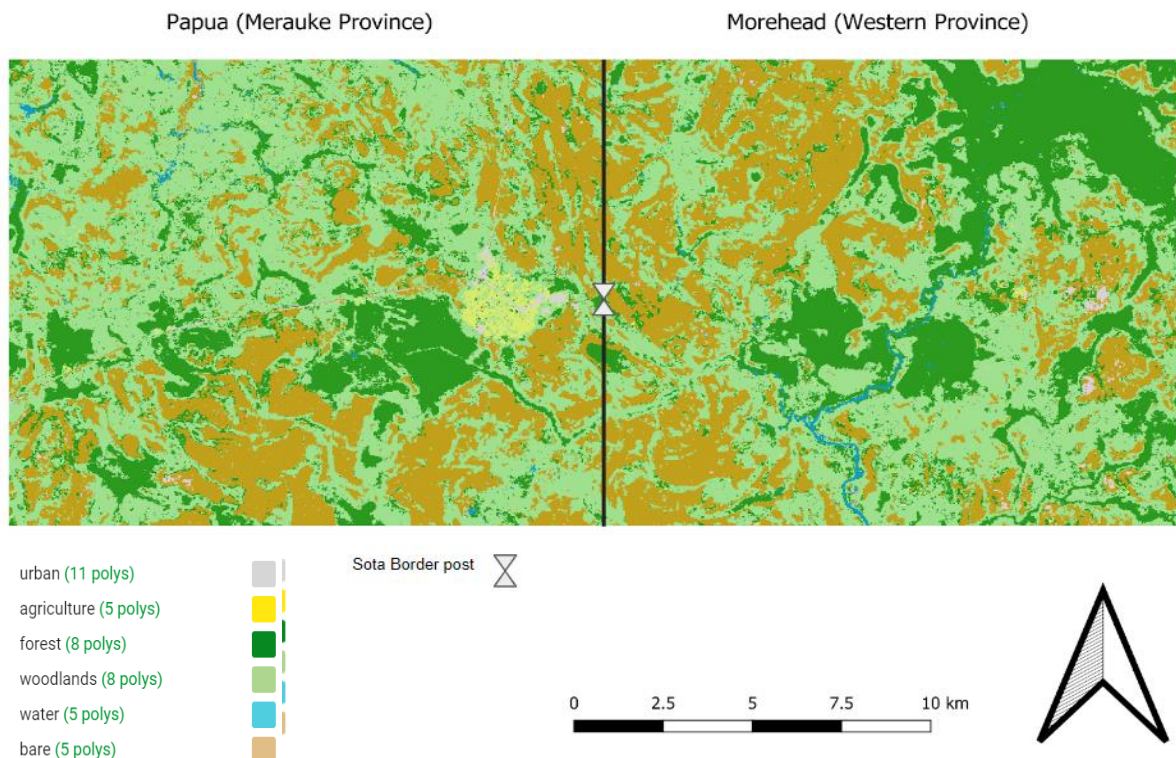 Papua (Merauke Province)
Morehead (Western Province)
urban (11 polys)
agriculture (5 polys)
forest (8 polys)
woodlands (8 polys)
water (5 polys)
bare (5 polys)
Sota Border post
0 2.5 5 7.5 10 km